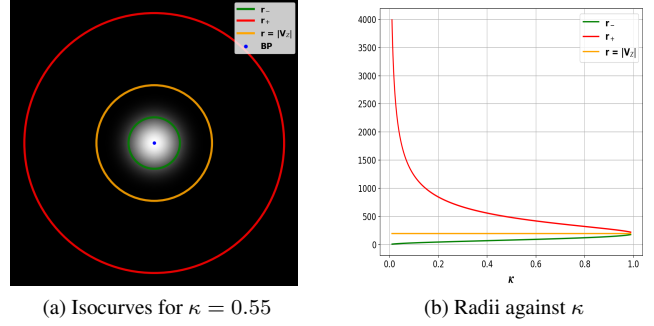 r₋
r₊
r = |V_z|
BP
(a) Isocurves for κ = 0.55
r₋
r₊
r = |V_z|
4000
3500
3000
2500
2000
1500
1000
500
0
0.0 0.2 0.4 0.6 0.8 1.0
κ
(b) Radii against κ